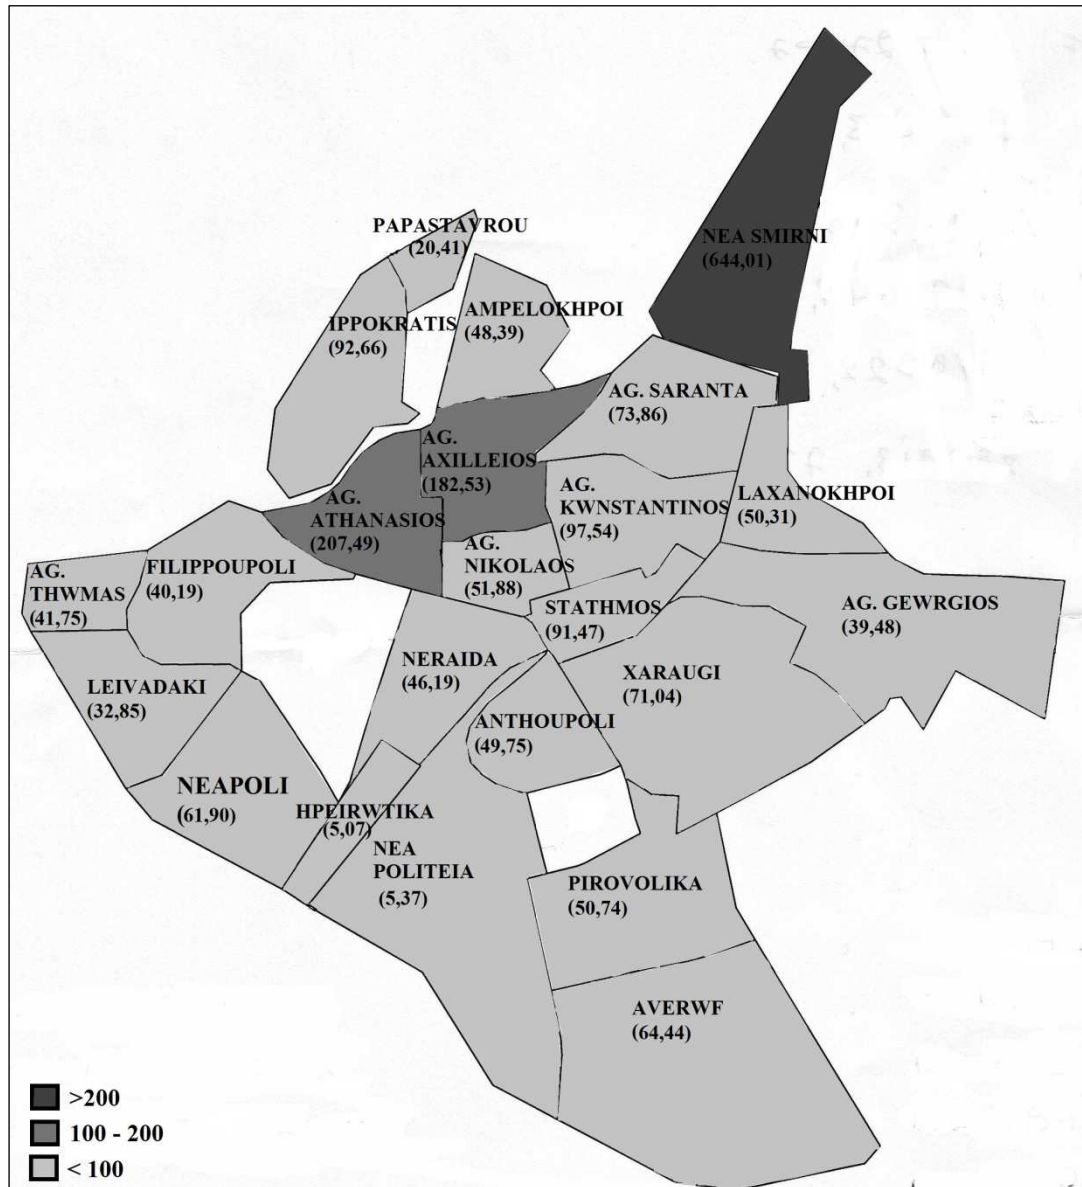 PAPASTAVROU
(20,41)
NEA SMIRNI
(644,01)
IPPOKRATIS
(92,66)
AMPELOKHPOI
(48,39)
AG. SARANTA
(73,86)
AG.
AXILLEIOS
(182,53)
AG.
ATHANASIOS
(207,49)
AG.
KWNSTANTINOS
(97,54)
LAXANOKHPOI
(50,31)
AG.
NIKOLAOS
(51,88)
AG.
THWMAS
(41,75)
FILIPPOUPOLI
(40,19)
STATHMOS
(91,47)
AG. GEWRGIOS
(39,48)
LEIVADAKI
(32,85)
NERAIDA
(46,19)
XARAUGI
(71,04)
ANTHOUPOLI
(49,75)
NEAPOLI
(61,90)
HPEIRWTIKA
(5,07)
NEA
POLITEIA
(5,37)
PIROVOLIKA
(50,74)
AVERWF
(64,44)
>200
100 - 200
< 100